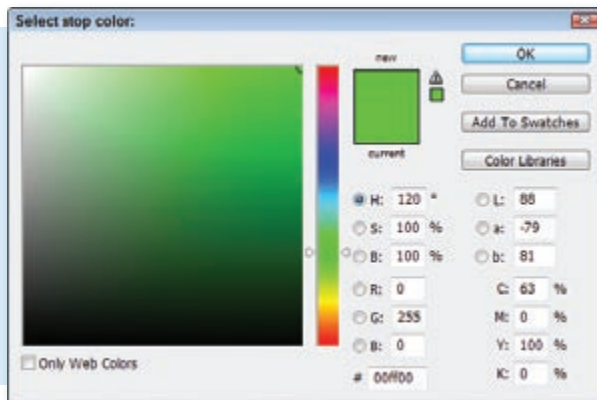 Select stop color:
new
current
OK
Cancel
Add To Swatches
Color Libraries
H: 120 °
S: 100 %
B: 100 %
R: 0
G: 255
B: 0
# 00ff00
L: 88
a: -79
b: 81
C: 63 %
M: 0 %
Y: 100 %
K: 0 %
Only Web Colors